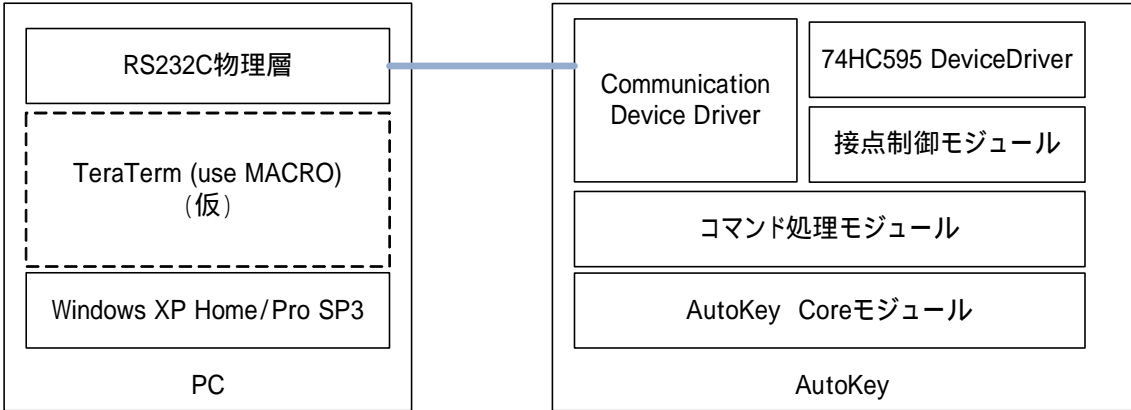 RS232C物理層
TeraTerm (use MACRO)
(仮)
Windows XP Home/Pro SP3
PC
Communication
Device Driver
74HC595 DeviceDriver
接点制御モジュール
コマンド処理モジュール
AutoKey Coreモジュール
AutoKey